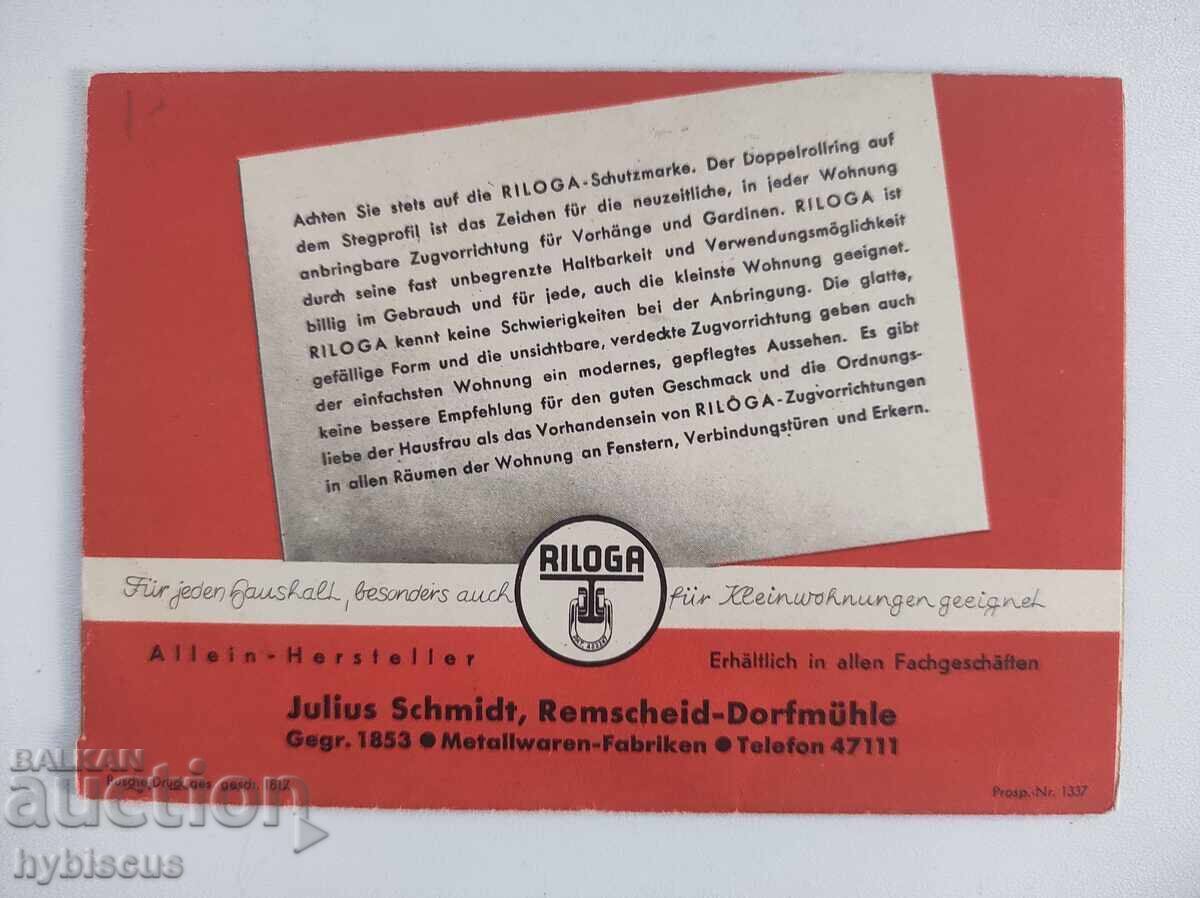 Achten Sie stets auf die RILOGA-Schutzmarke. Der Doppelrollring auf
dem Stegprofil ist das Zeichen für die neuzeitliche, in jeder Wohnung
anbringbare Zugvorrichtung für Vorhänge und Gardinen. RILOGA ist
durch seine fast unbegrenzte Haltbarkeit und Verwendungsmöglichkeit
billig im Gebrauch und für jede, auch die kleinste Wohnung geeignet.
RILOGA kennt keine Schwierigkeiten bei der Anbringung. Die glatte,
gefällige Form und die unsichtbare, verdeckte Zugvorrichtung geben auch
der einfachsten Wohnung ein modernes, gepflegtes Aussehen. Es gibt
keine bessere Empfehlung für den guten Geschmack und die Ordnungs-
liebe der Hausfrau als das Vorhandensein von RILOGA-Zugvorrichtungen
in allen Räumen der Wohnung an Fenstern, Verbindungstüren und Erkern.
RILOGA
Für jeden Haushalt, besonders auch für Kleinwohnungen geeignet
Allein-Hersteller Erhältlich in allen Fachgeschäften
Julius Schmidt, Remscheid-Dorfmühle
Gegr. 1853 ● Metallwaren-Fabriken ● Telefon 47111
gegr. 1812 Prosp.-Nr. 1337
BALKAN
auction
hybiscus